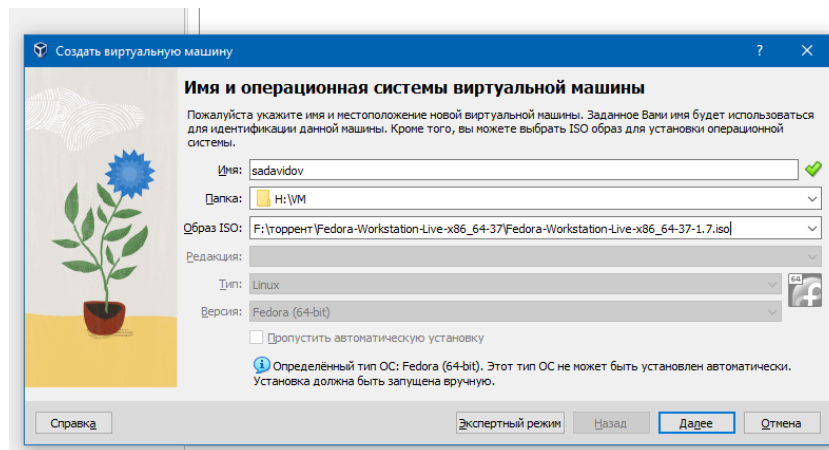 Создать виртуальную машину
?
Имя и операционная системы виртуальной машины
Пожалуйста укажите имя и местоположение новой виртуальной машины. Заданное Вами имя будет использоваться
для идентификации данной машины. Кроме того, вы можете выбрать ISO образ для установки операционной
системы.
Имя: sadavidov
Папка: H:\VM
Образ ISO: F:\торрент\Fedora-Workstation-Live-x86_64-37\Fedora-Workstation-Live-x86_64-37-1.7.iso
Редакция:
Тип: Linux
64
Версия: Fedora (64-bit)
Пропустить автоматическую установку
Определённый тип ОС: Fedora (64-bit). Этот тип ОС не может быть установлен автоматически.
Установка должна быть запущена вручную.
Справка Экспертный режим Назад Далее Отмена